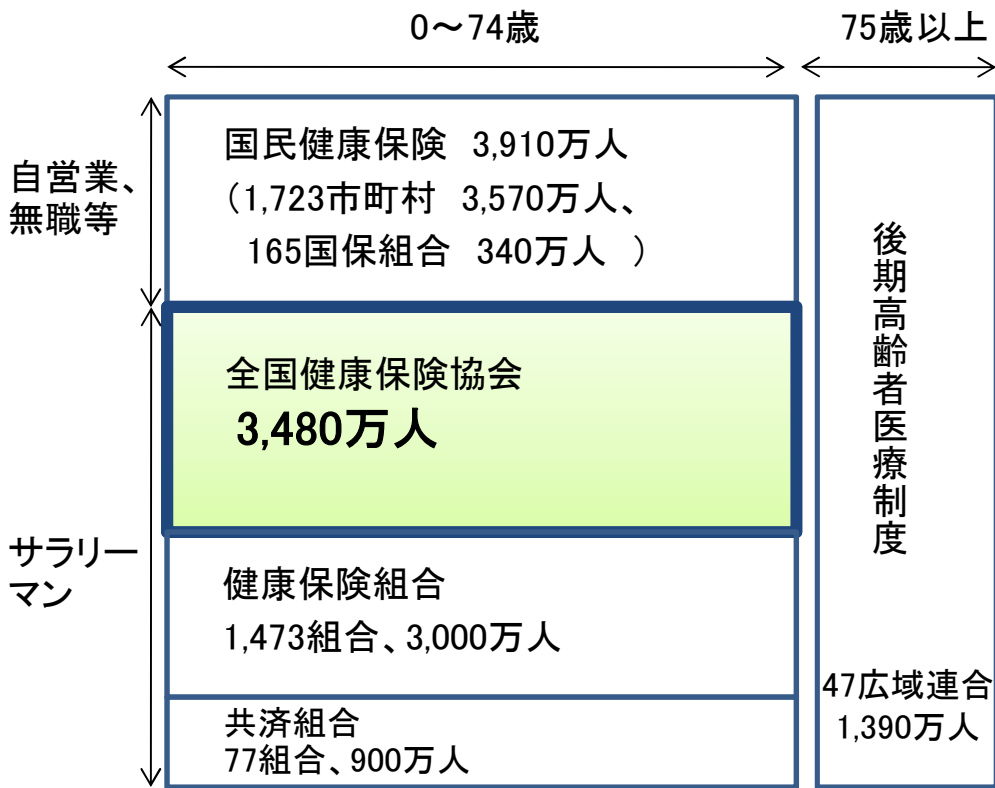 0～74歳
75歳以上
自営業、
無職等
国民健康保険 3,910万人
（1,723市町村 3,570万人、
165国保組合 340万人 ）
全国健康保険協会
3,480万人
サラリー
マン
健康保険組合
1,473組合、3,000万人
共済組合
77組合、900万人
後期高齢者医療制度
47広域連合
1,390万人